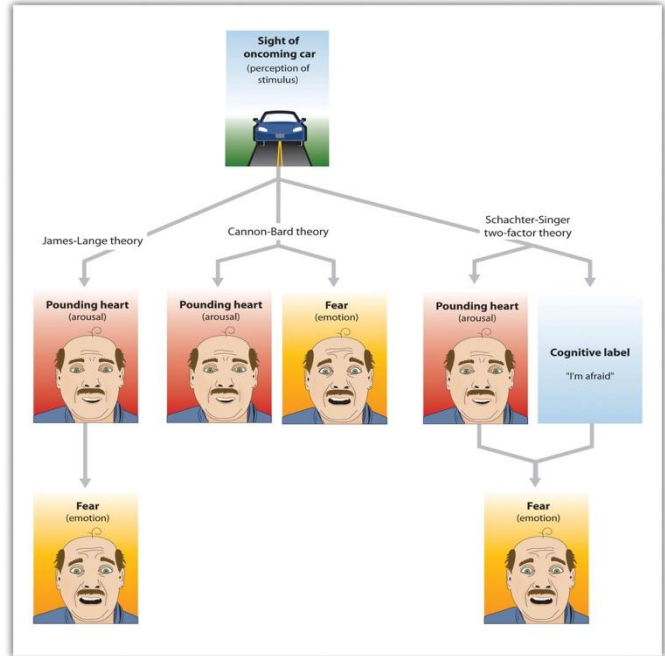 Sight of
oncoming car
(perception of
stimulus)
James-Lange theory
Cannon-Bard theory
Schachter-Singer
two-factor theory
Pounding heart
(arousal)
Pounding heart
(arousal)
Fear
(emotion)
Pounding heart
(arousal)
Cognitive label
"I'm afraid"
Fear
(emotion)
Fear
(emotion)